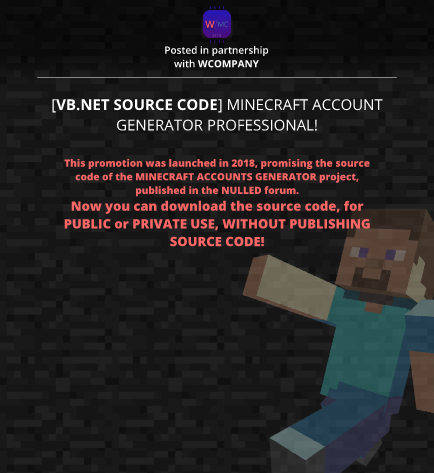 W/MC
Posted in partnership
with WCOMPANY
[VB.NET SOURCE CODE] MINECRAFT ACCOUNT
GENERATOR PROFESSIONAL!
This promotion was launched in 2018, promising the source
code of the MINECRAFT ACCOUNTS GENERATOR project,
published in the NULLED forum.
Now you can download the source code, for
PUBLIC or PRIVATE USE, WITHOUT PUBLISHING
SOURCE CODE!